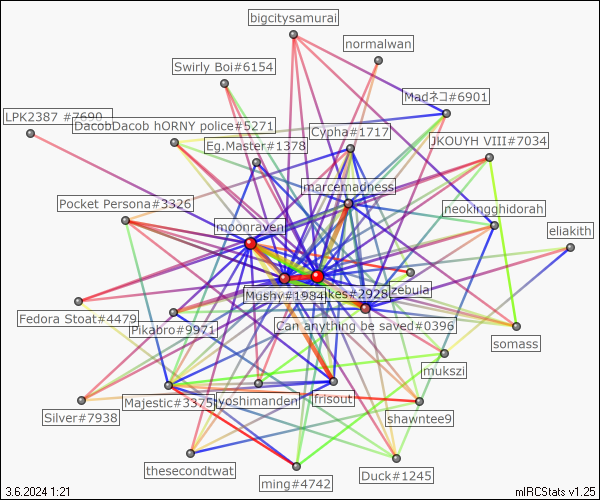 bigcitysamurai
normalwan
Swirly Boi#6154
Madネコ#6901
LPK2387 #7690
DacobDacob hORNY police#5271
Cypha#1717
JKOUYH VIII#7034
Eg.Master#1378
marcemadness
Pocket Persona#3326
neokingghidorah
moonraven
eliakith
Moshy#1984
kes#2928
zebula
Fedora Stoat#4479
Pikabro#9971
Can anything be saved#0396
somass
mukszi
Majestic#3375
yoshimanden
frisout
Silver#7938
shawntee9
thesecondtwat
ming#4742
Duck#1245
3.6.2024 1:21
mIRCStats v1.25